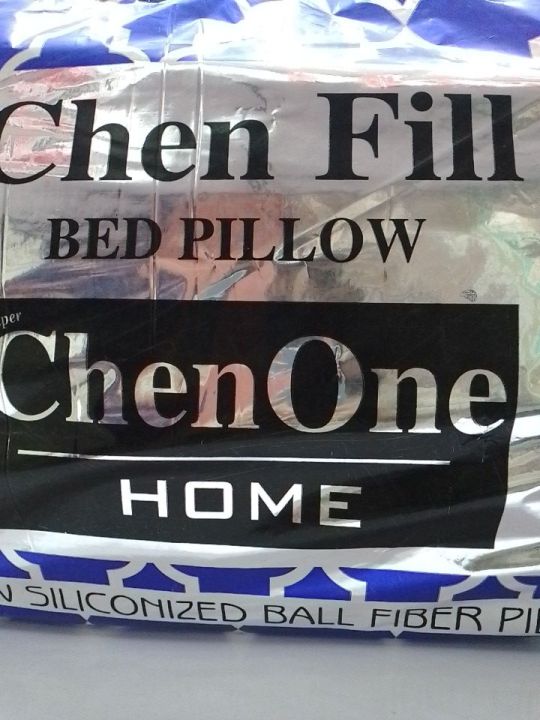 Chen Fill
BED PILLOW
ChenOne
HOME
SILICONIZED BALL FIBER